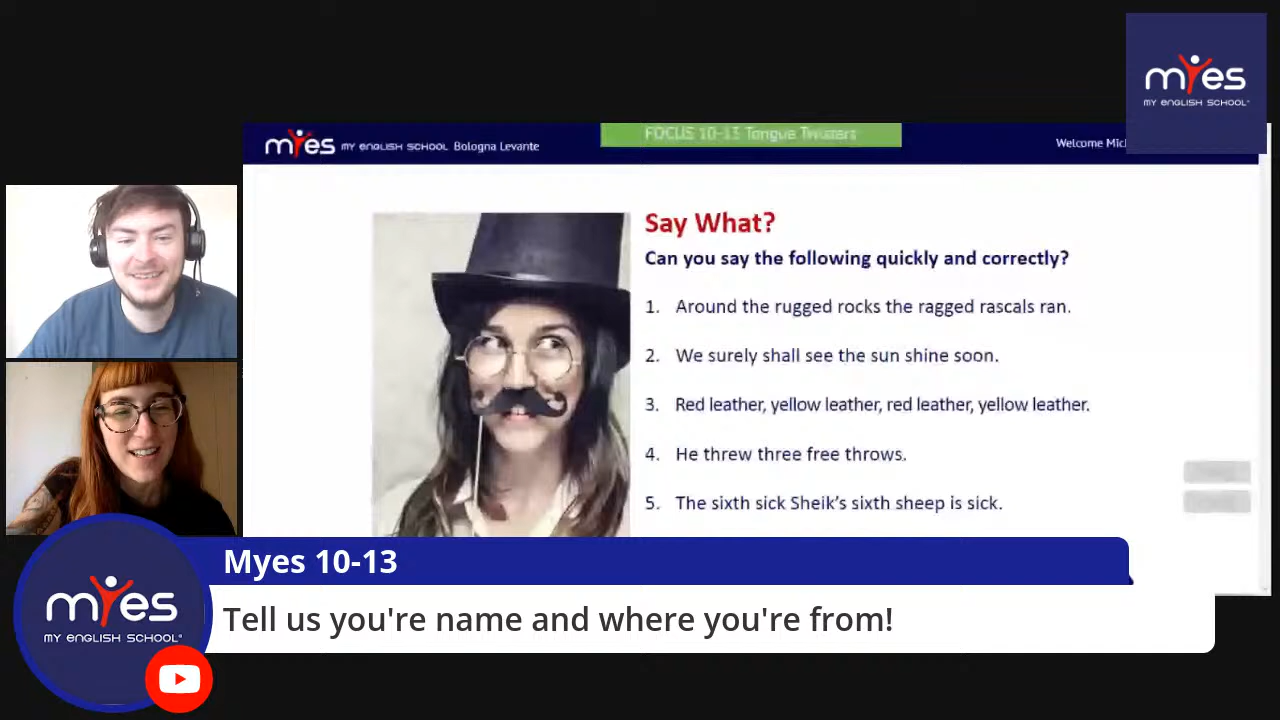 myes
MY ENGLISH SCHOOL
myes MY ENGLISH SCHOOL Bologna Levante
FOCUS 10-13 Tongue Twisters
Welcome
Say What?
Can you say the following quickly and correctly?
1. Around the rugged rocks the ragged rascals ran.
2. We surely shall see the sun shine soon.
3. Red leather, yellow leather, red leather, yellow leather.
4. He threw three free throws.
5. The sixth sick Sheik's sixth sheep is sick.
Myes 10-13
Tell us you're name and where you're from!
myes
MY ENGLISH SCHOOL